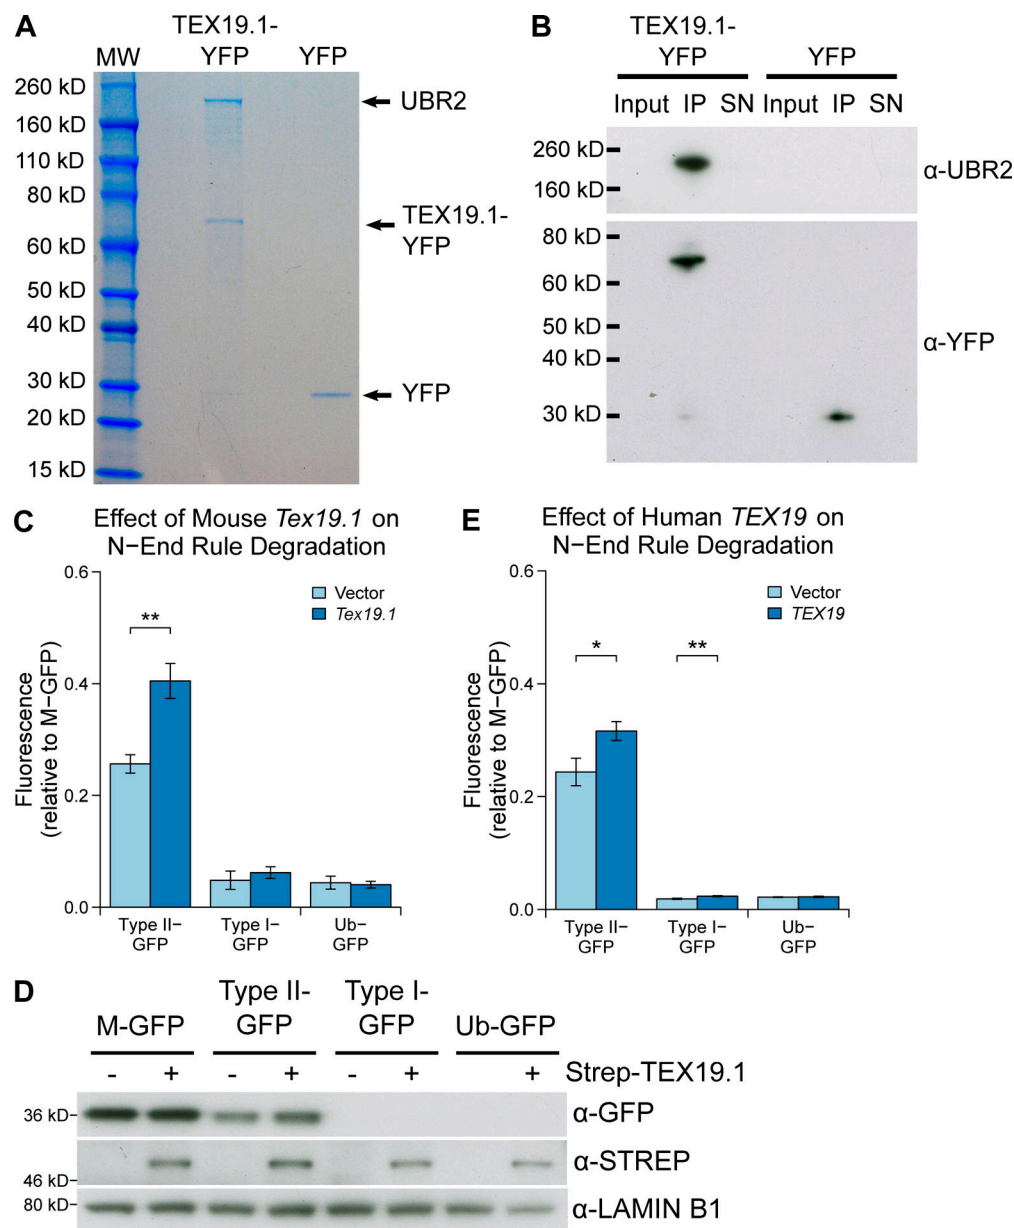 A
TEX19.1-
MW YFP YFP
260 kD
160 kD
110 kD
80 kD
60 kD
50 kD
40 kD
30 kD
20 kD
15 kD
UBR2
TEX19.1-
YFP
YFP
B
TEX19.1-
YFP YFP
Input IP SN Input IP SN
260 kD
160 kD
α-UBR2
80 kD
60 kD
50 kD
40 kD
30 kD
α-YFP
C
Effect of Mouse Tex19.1 on
N−End Rule Degradation
0.6
0.4
0.2
0.0
Fluorescence
(relative to M−GFP)
Vector
Tex19.1
**
Type II−
GFP
Type I−
GFP
Ub−
GFP
E
Effect of Human TEX19 on
N−End Rule Degradation
0.6
0.4
0.2
0.0
Fluorescence
(relative to M−GFP)
Vector
TEX19
*
**
Type II−
GFP
Type I−
GFP
Ub−
GFP
D
M-GFP
Type II-
GFP
Type I-
GFP
Ub-GFP
- + - + - + - + Strep-TEX19.1
36 kD
α-GFP
46 kD
α-STREP
80 kD
α-LAMIN B1